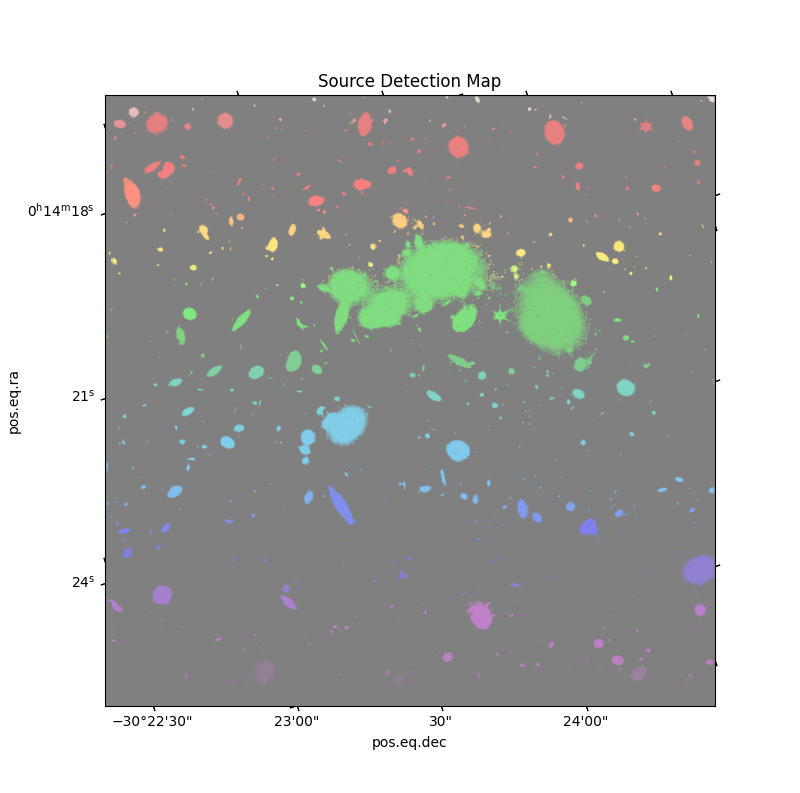 Source Detection Map
0ʰ14ᵐ18ˢ
21ˢ
24ˢ
pos.eq.ra
−30°22'30" 23'00" 30" 24'00"
pos.eq.dec